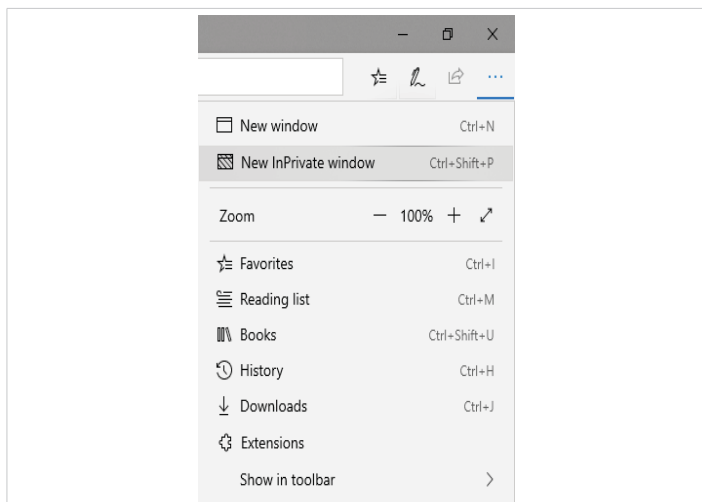 New window Ctrl+N
New InPrivate window Ctrl+Shift+P
Zoom 100%
Favorites Ctrl+I
Reading list Ctrl+M
Books Ctrl+Shift+U
History Ctrl+H
Downloads Ctrl+J
Extensions
Show in toolbar